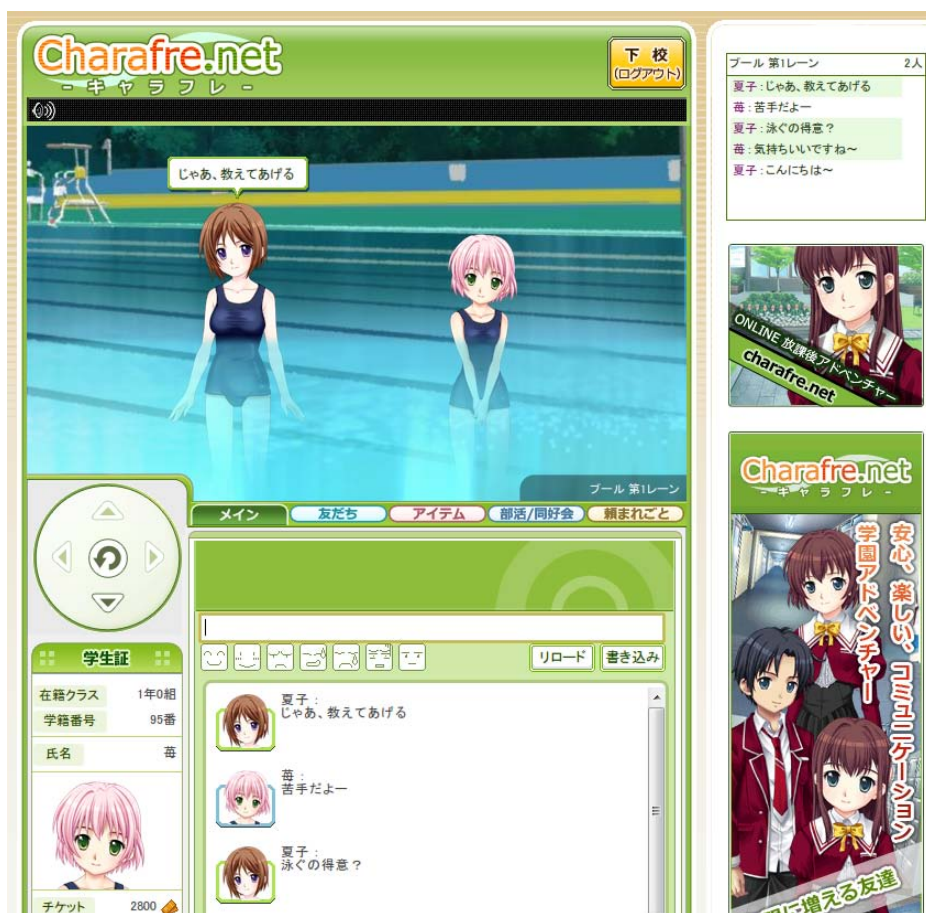 Charafre.net
- キャラフレ -
下 校
(ログアウト)
じゃあ、教えてあげる
プール 第1レーン
メイン
友だち
アイテム
部活/同好会
頼まれごと
リロード
書き込み
学生証
在籍クラス 1年0組
学籍番号 95番
氏名 苺
チケット 2800
夏子 :
じゃあ、教えてあげる
苺 :
苦手だよー
夏子 :
泳ぐの得意?
プール 第1レーン 2人
夏子 : じゃあ、教えてあげる
苺 : 苦手だよー
夏子 : 泳ぐの得意?
苺 : 気持ちいいですね〜
夏子 : こんにちは〜
ONLINE 放課後アドベンチャー
charafre.net
Charafre.net
- キャラフレ -
安心、楽しい、コミュニケーション
学園アドベンチャー
に増える友達